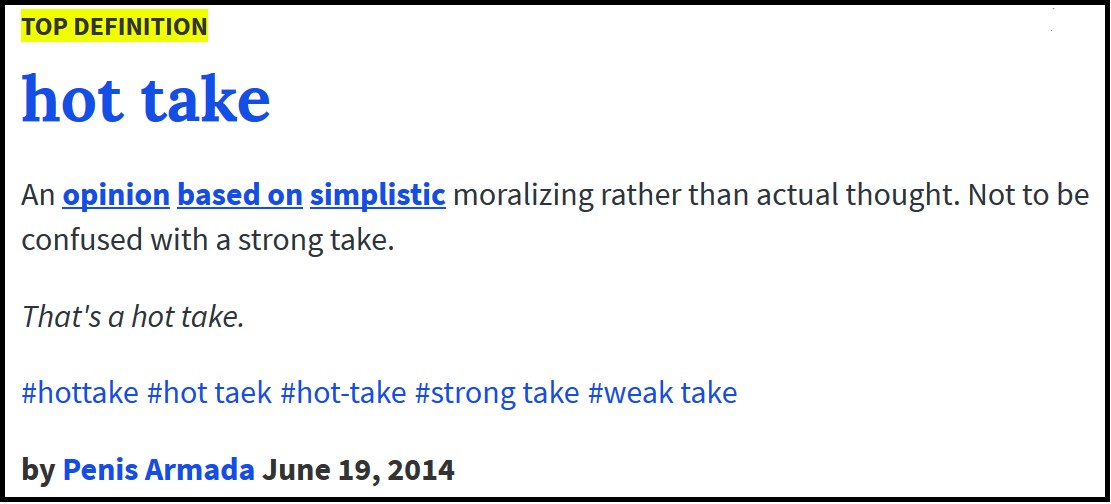 TOP DEFINITION
hot take
An opinion based on simplistic moralizing rather than actual thought. Not to be
confused with a strong take.
That's a hot take.
#hottake #hot taek #hot-take #strong take #weak take
by Penis Armada June 19, 2014